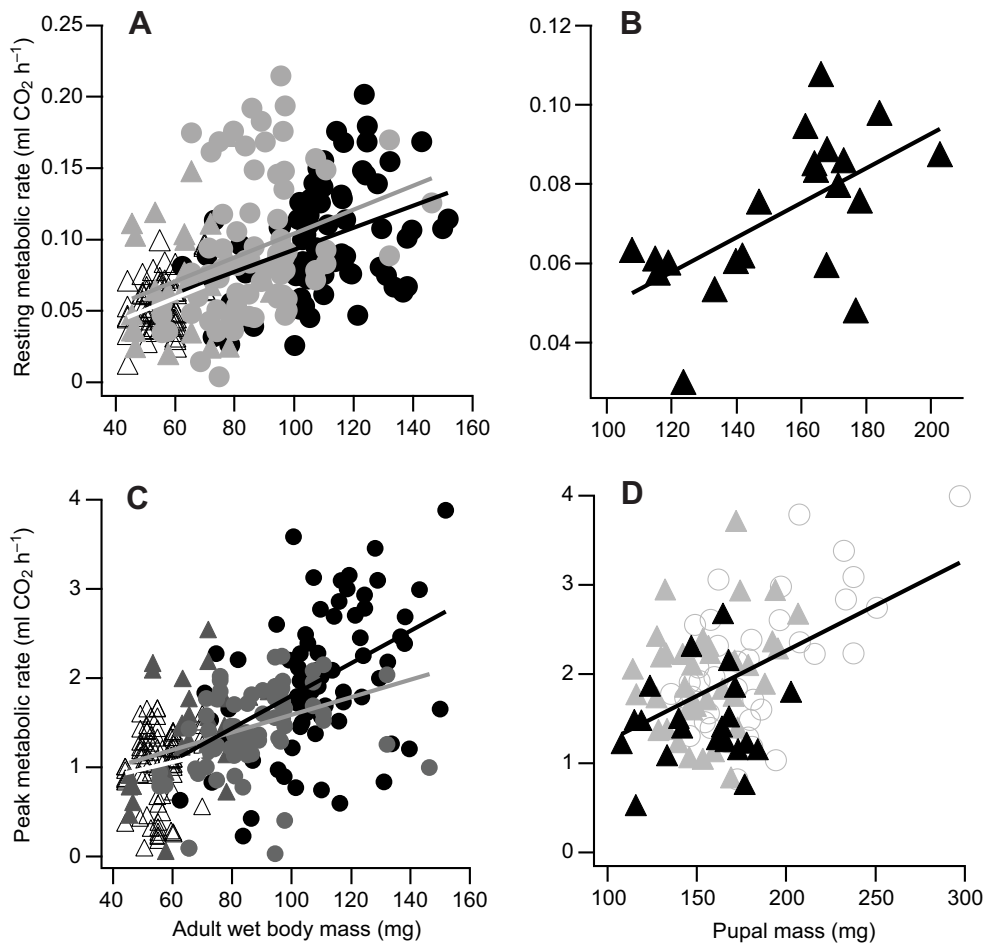 A
B
Resting metabolic rate (ml CO₂ h⁻¹)
0.25
0.20
0.15
0.10
0.05
0
40 60 80 100 120 140 160
0.12
0.10
0.08
0.06
0.04
100 120 140 160 180 200
C
D
Peak metabolic rate (ml CO₂ h⁻¹)
4
3
2
1
0
40 60 80 100 120 140 160
Adult wet body mass (mg)
4
3
2
1
0
100 150 200 250 300
Pupal mass (mg)